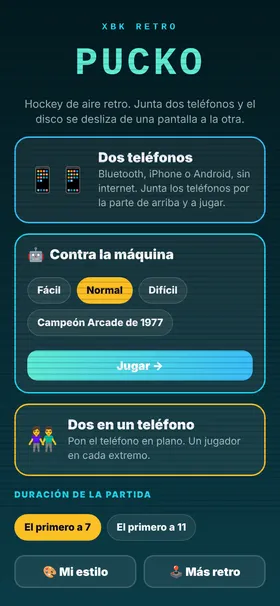 XBK RETRO
PUCKO
Hockey de aire retro. Junta dos teléfonos y el
disco se desliza de una pantalla a la otra.
Dos teléfonos
Bluetooth, iPhone o Android, sin
internet. Junta los teléfonos por
la parte de arriba y a jugar.
Contra la máquina
Fácil
Normal
Difícil
Campeón Arcade de 1977
Jugar →
Dos en un teléfono
Pon el teléfono en plano. Un jugador
en cada extremo.
DURACIÓN DE LA PARTIDA
El primero a 7
El primero a 11
Mi estilo
Más retro